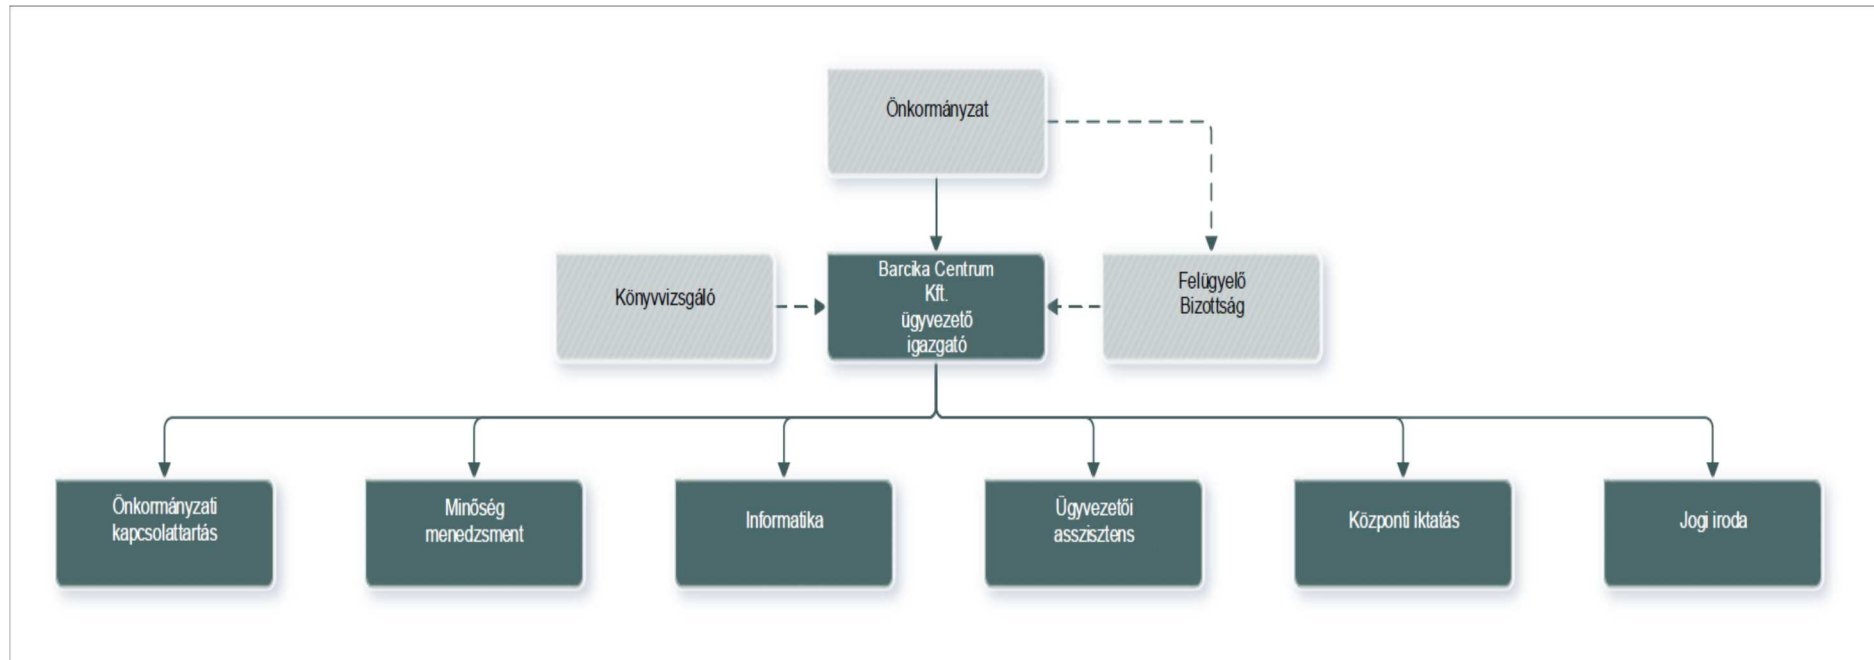 Önkormányzat
Könyvvizsgáló
Barcika Centrum
Kft.
ügyvezető
igazgató
Felügyelő
Bizottság
Önkormányzati
kapcsolattartás
Minőség
menedzsment
Informatika
Ügyvezetői
asszisztens
Központi iktatás
Jogi iroda